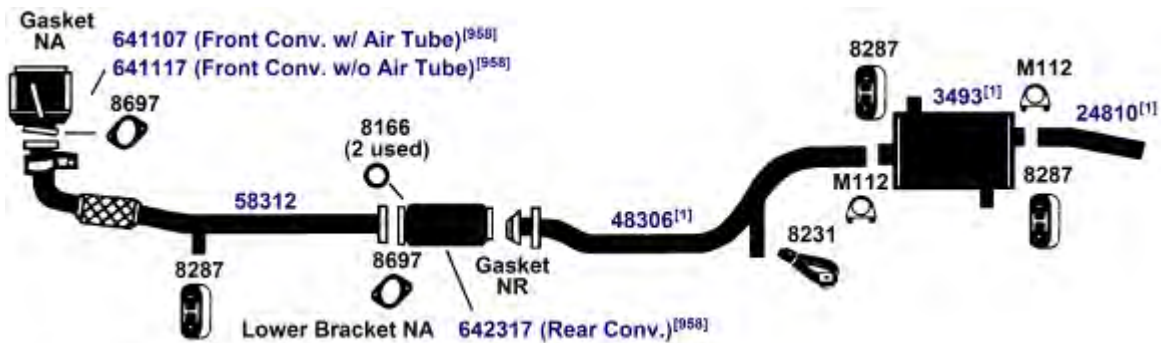 Gasket
NA
641107 (Front Conv. w/ Air Tube)[958]
641117 (Front Conv. w/o Air Tube)[958]
8697
8166
(2 used)
58312
8287
8697
Lower Bracket NA
642317 (Rear Conv.)[958]
Gasket
NR
48306[1]
8231
M112
8287
3493[1]
M112
24810[1]
8287